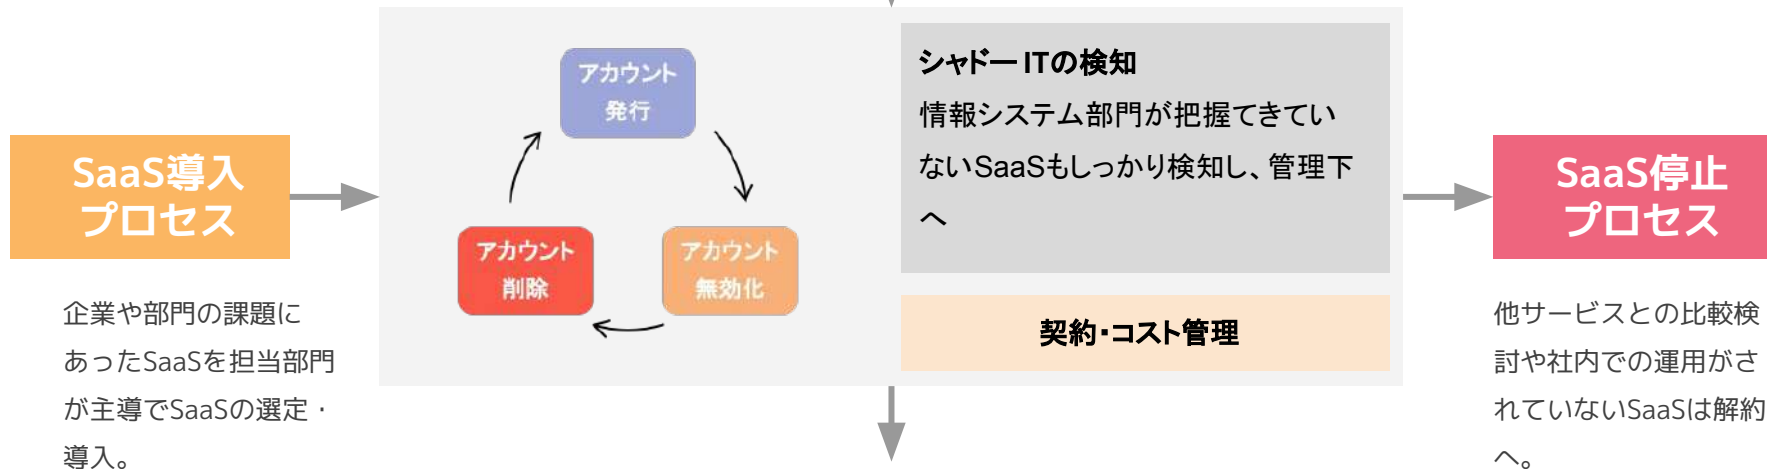 SaaS導入
プロセス
企業や部門の課題に
あったSaaSを担当部門
が主導でSaaSの選定・
導入。
アカウント
発行
アカウント
削除
アカウント
無効化
シャドーITの検知
情報システム部門が把握てきてい
ないSaaSもしっかり検知し、管理下
へ
契約・コスト管理
SaaS停止
プロセス
他サービスとの比較検
討や社内での運用がさ
れていないSaaSは解約
へ。